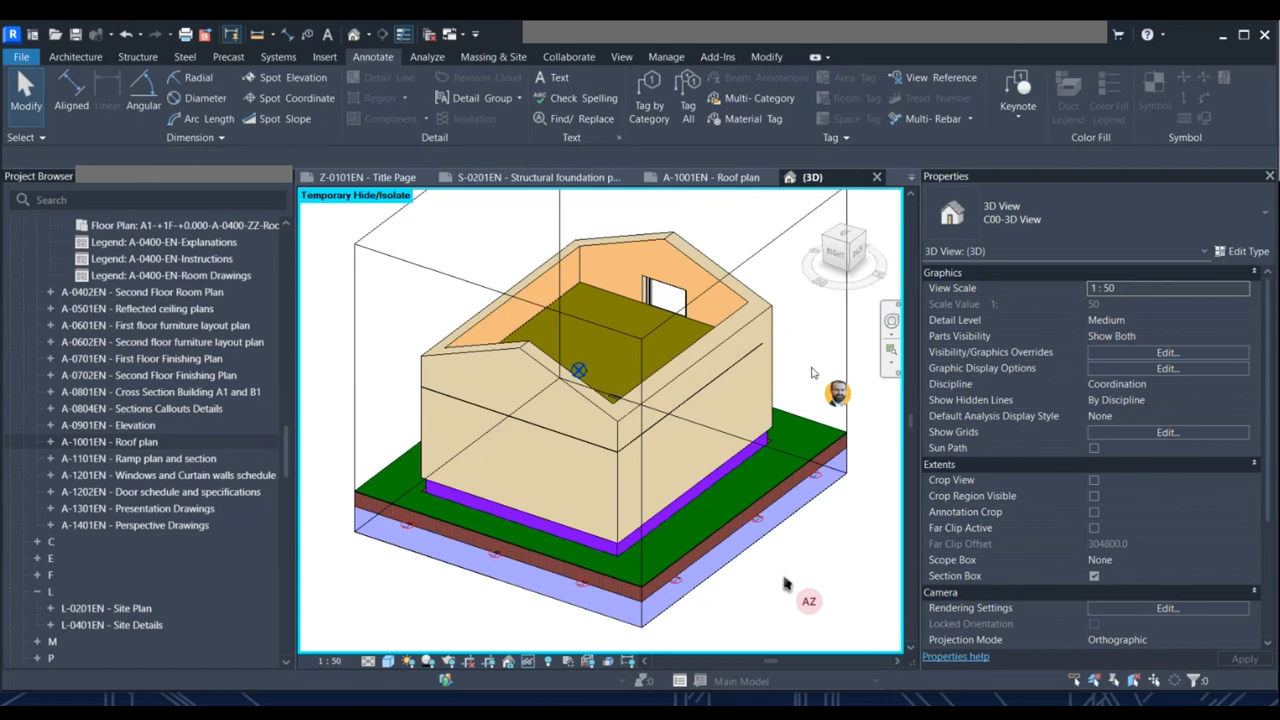 File Architecture Structure Steel Precast Systems Insert Annotate Analyze Massing & Site Collaborate View Manage Add-Ins Modify
Modify
Select
Aligned
Linear
Angular
Radial
Diameter
Arc Length
Spot Elevation
Spot Coordinate
Spot Slope
Dimension
Detail Line
Region
Component
Revision Cloud
Detail Group
Insulation
Detail
Text
Check Spelling
Find/ Replace
Text
Tag by Category
Tag All
Beam Annotations
Multi- Category
Material Tag
Area Tag
Room Tag
Space Tag
View Reference
Tread Number
Multi- Rebar
Tag
Keynote
Duct Legend
Color Fill Legend
Color Fill
Symbol
Symbol
Project Browser
Search
Floor Plan: A1-+1F-+0.000-A-0400-ZZ-Roo
Legend: A-0400-EN-Explanations
Legend: A-0400-EN-Instructions
Legend: A-0400-EN-Room Drawings
A-0402EN - Second Floor Room Plan
A-0501EN - Reflected ceiling plans
A-0601EN - First floor furniture layout plan
A-0602EN - Second floor furniture layout plan
A-0701EN - First Floor Finishing Plan
A-0702EN - Second Floor Finishing Plan
A-0801EN - Cross Section Building A1 and B1
A-0804EN - Sections Callouts Details
A-0901EN - Elevation
A-1001EN - Roof plan
A-1101EN - Ramp plan and section
A-1201EN - Windows and Curtain walls schedule
A-1202EN - Door schedule and specifications
A-1301EN - Presentation Drawings
A-1401EN - Perspective Drawings
C
E
F
L
L-0201EN - Site Plan
L-0401EN - Site Details
M
P
Z-0101EN - Title Page
S-0201EN - Structural foundation p...
A-1001EN - Roof plan
{3D}
Temporary Hide/Isolate
RIGHT
AZ
1 : 50
:0
Main Model
:0
Properties
3D View
C00-3D View
3D View: {3D}
Edit Type
Graphics
View Scale 1 : 50
Scale Value 1: 50
Detail Level Medium
Parts Visibility Show Both
Visibility/Graphics Overrides Edit...
Graphic Display Options Edit...
Discipline Coordination
Show Hidden Lines By Discipline
Default Analysis Display Style None
Show Grids Edit...
Sun Path
Extents
Crop View
Crop Region Visible
Annotation Crop
Far Clip Active
Far Clip Offset 304800.0
Scope Box None
Section Box
Camera
Rendering Settings Edit...
Locked Orientation
Projection Mode Orthographic
Properties help
Apply